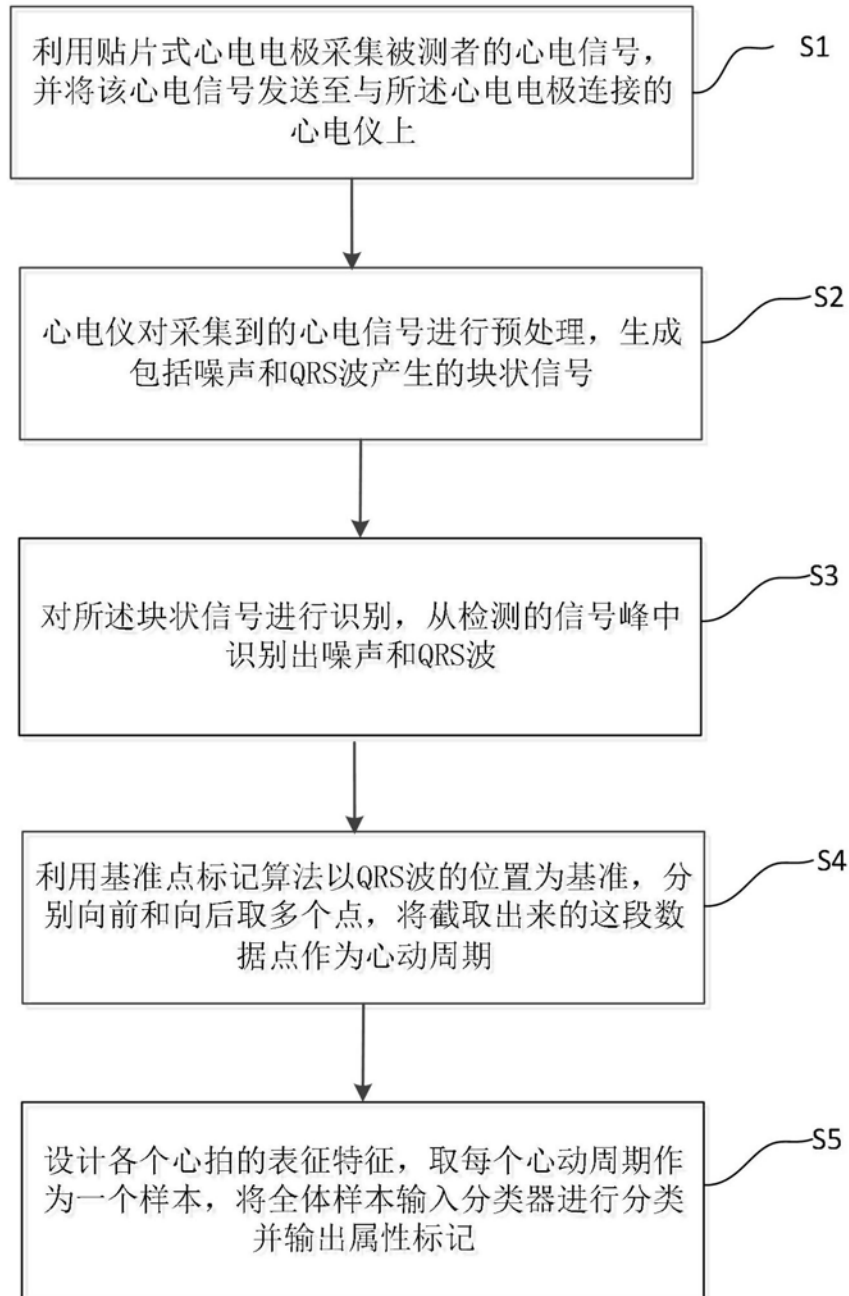 利用贴片式心电电极采集被测者的心电信号，
并将该心电信号发送至与所述心电电极连接的
心电仪上
S1
心电仪对采集到的心电信号进行预处理，生成
包括噪声和QRS波产生的块状信号
S2
对所述块状信号进行识别，从检测的信号峰中
识别出噪声和QRS波
S3
利用基准点标记算法以QRS波的位置为基准，分
别向前和向后取多个点，将截取出来的这段数
据点作为心动周期
S4
设计各个心拍的表征特征，取每个心动周期作
为一个样本，将全体样本输入分类器进行分类
并输出属性标记
S5